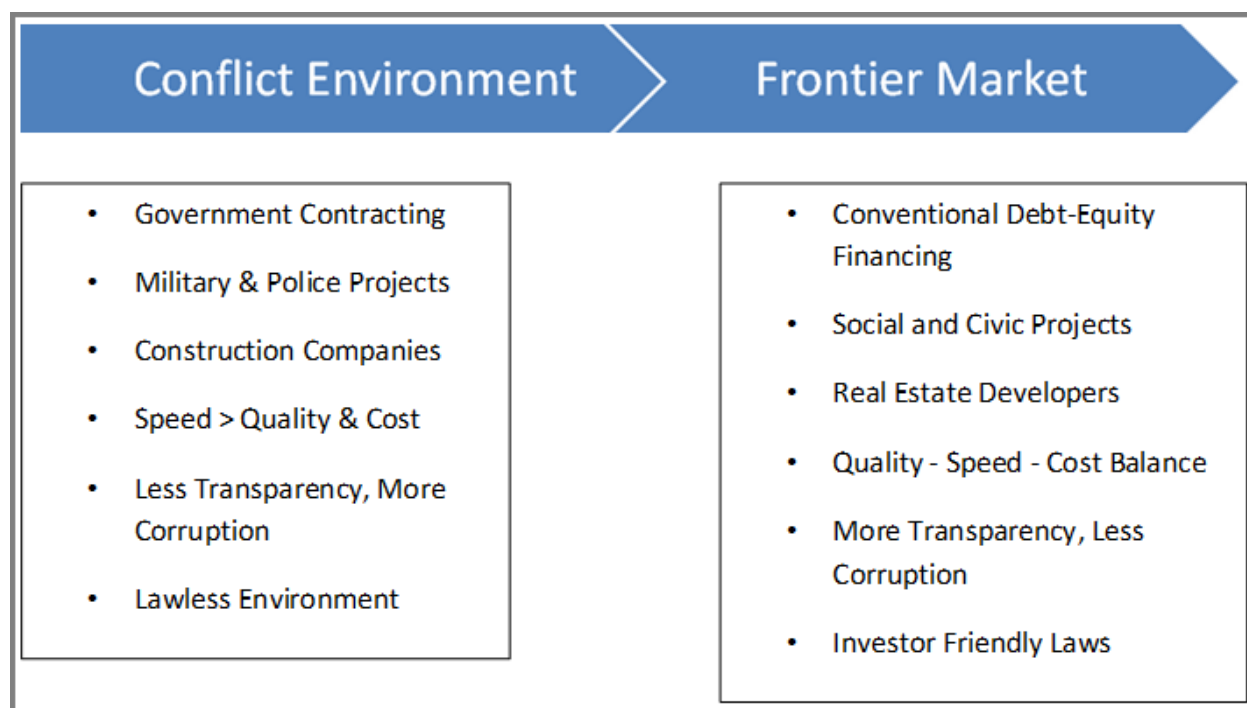 Conflict Environment
Frontier Market
• Government Contracting
• Military & Police Projects
• Construction Companies
• Speed > Quality & Cost
• Less Transparency, More
Corruption
• Lawless Environment
• Conventional Debt-Equity
Financing
• Social and Civic Projects
• Real Estate Developers
• Quality - Speed - Cost Balance
• More Transparency, Less
Corruption
• Investor Friendly Laws